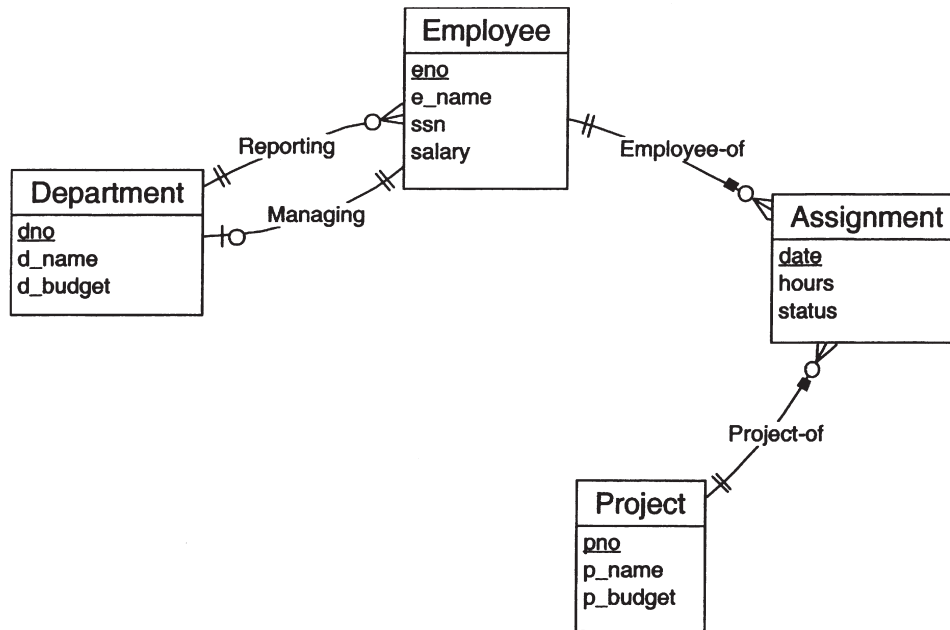 Employee
eno
e_name
ssn
salary
Reporting
Managing
Department
dno
d_name
d_budget
Employee-of
Assignment
date
hours
status
Project-of
Project
pno
p_name
p_budget